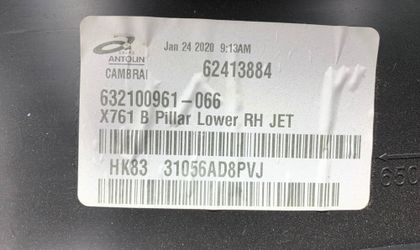 Jan 24 2020 9:13AM
ANTOLIN
CAMBRAI
62413884
632100961-066
X761 B Pillar Lower RH JET
HK83 31056AD8PVJ